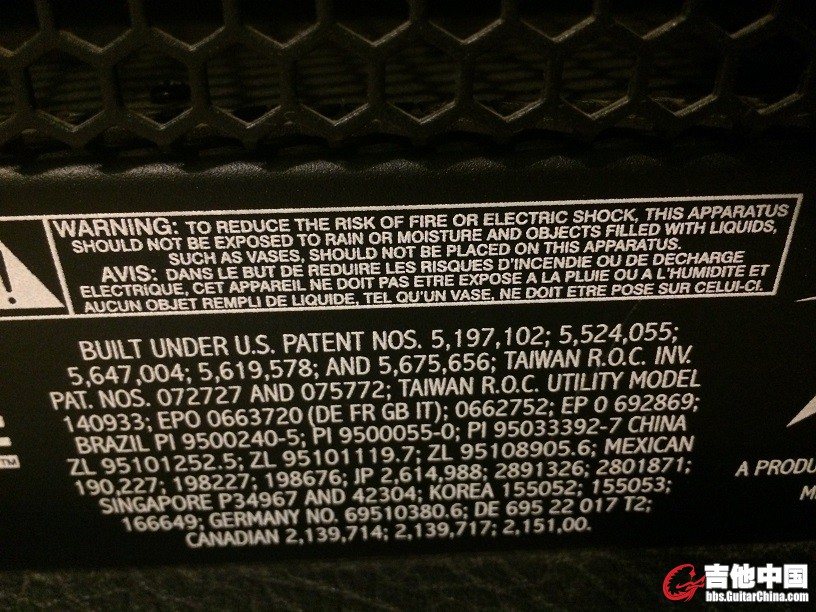 WARNING: TO REDUCE THE RISK OF FIRE OR ELECTRIC SHOCK, THIS APPARATUS
SHOULD NOT BE EXPOSED TO RAIN OR MOISTURE AND OBJECTS FILLED WITH LIQUIDS,
SUCH AS VASES, SHOULD NOT BE PLACED ON THIS APPARATUS.
AVIS: DANS LE BUT DE REDUIRE LES RISQUES D'INCENDIE OU DE DECHARGE
ELECTRIQUE, CET APPAREIL NE DOIT PAS ETRE EXPOSE A LA PLUIE OU A L'HUMIDITE ET
AUCUN OBJET REMPLI DE LIQUIDE, TEL QU'UN VASE, NE DOIT ETRE POSE SUR CELUI-CI.
BUILT UNDER U.S. PATENT NOS. 5,197,102; 5,524,055;
5,647,004; 5,619,578; AND 5,675,656; TAIWAN R.O.C. INV.
PAT. NOS. 072727 AND 075772; TAIWAN R.O.C. UTILITY MODEL
140933; EPO 0663720 (DE FR GB IT); 0662752; EP 0 692869;
BRAZIL PI 9500240-5; PI 9500055-0; PI 95033392-7 CHINA
ZL 95101252.5; ZL 95101119.7; ZL 95108905.6; MEXICAN
190,227; 198227; 198676; JP 2,614,988; 2891326; 2801871;
SINGAPORE P34967 AND 42304; KOREA 155052; 155053;
166649; GERMANY NO. 69510380.6; DE 695 22 017 T2;
CANADIAN 2,139,714; 2,139,717; 2,151,00.
E
TM
A PRODU
M
吉他中国
bbs.GuitarChina.com